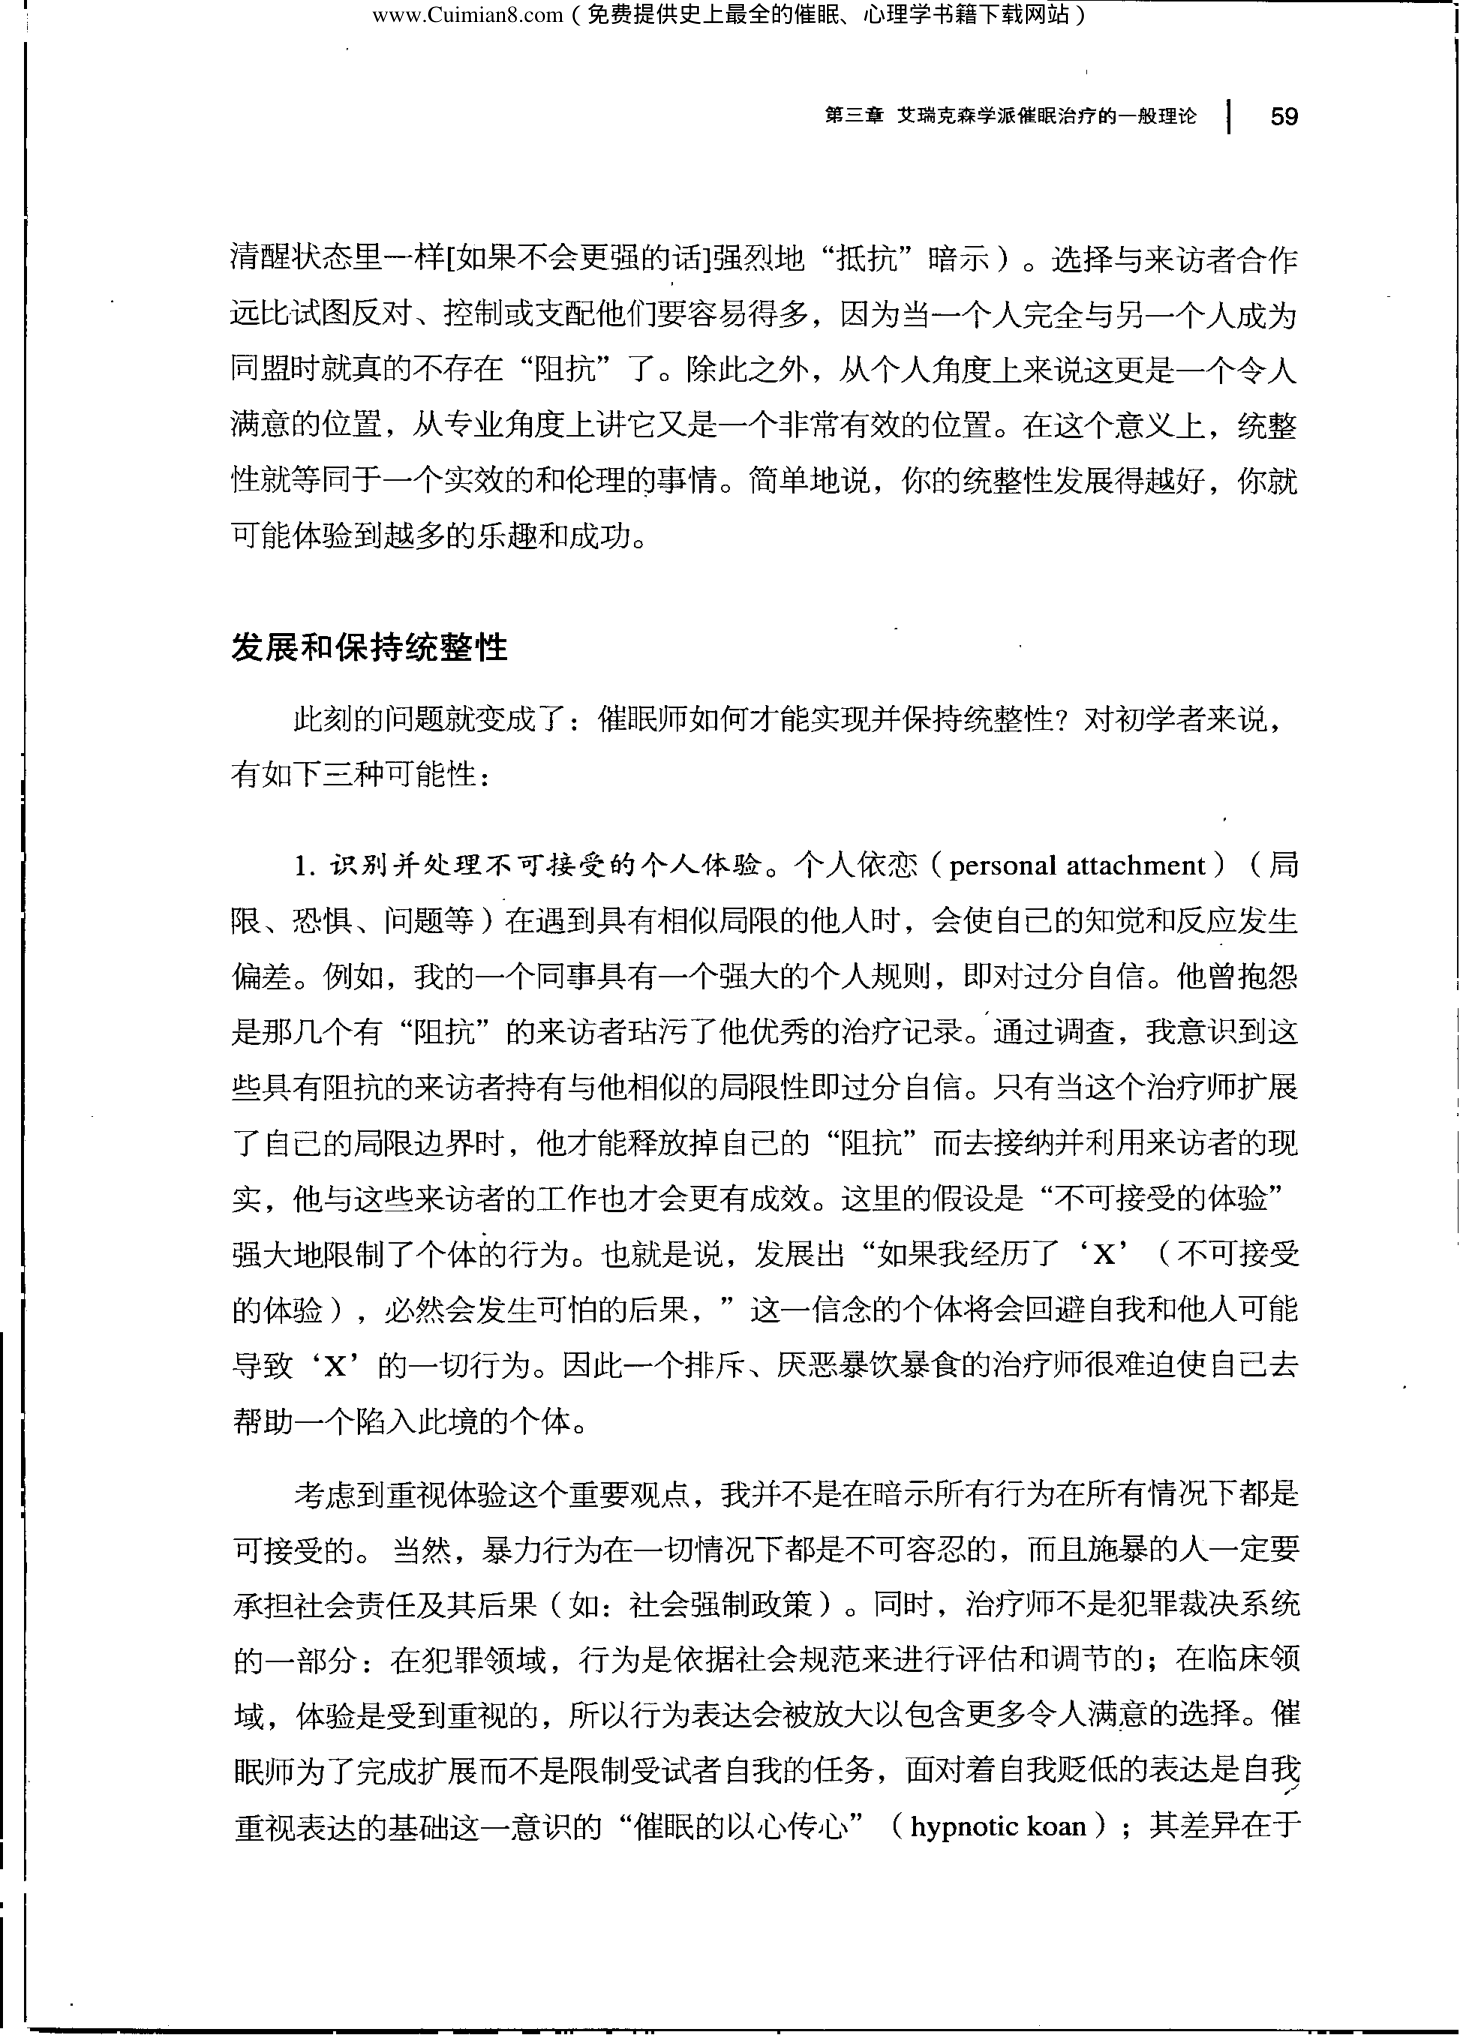 www.Cuimian8.com（免费提供史上最全的催眠、心理学书籍下载网站）
第三章 艾瑞克森学派催眠治疗的一般理论 | 59
清醒状态里一样[如果不会更强的话]强烈地“抵抗”暗示）。选择与来访者合作
远比试图反对、控制或支配他们要容易得多，因为当一个人完全与另一个人成为
同盟时就真的不存在“阻抗”了。除此之外，从个人角度上来说这更是一个令人
满意的位置，从专业角度上讲它又是一个非常有效的位置。在这个意义上，统整
性就等同于一个实效的和伦理的事情。简单地说，你的统整性发展得越好，你就
可能体验到越多的乐趣和成功。
发展和保持统整性
此刻的问题就变成了：催眠师如何才能实现并保持统整性？对初学者来说，
有如下三种可能性：
1. 识别并处理不可接受的个人体验。个人依恋（personal attachment）（局
限、恐惧、问题等）在遇到具有相似局限的他人时，会使自己的知觉和反应发生
偏差。例如，我的一个同事具有一个强大的个人规则，即对过分自信。他曾抱怨
是那几个有“阻抗”的来访者玷污了他优秀的治疗记录。通过调查，我意识到这
些具有阻抗的来访者持有与他相似的局限性即过分自信。只有当这个治疗师扩展
了自己的局限边界时，他才能释放掉自己的“阻抗”而去接纳并利用来访者的现
实，他与这些来访者的工作也才会更有成效。这里的假设是“不可接受的体验”
强大地限制了个体的行为。也就是说，发展出“如果我经历了‘X’（不可接受
的体验），必然会发生可怕的后果，”这一信念的个体将会回避自我和他人可能
导致‘X’的一切行为。因此一个排斥、厌恶暴饮暴食的治疗师很难迫使自己去
帮助一个陷入此境的个体。
考虑到重视体验这个重要观点，我并不是在暗示所有行为在所有情况下都是
可接受的。当然，暴力行为在一切情况下都是不可容忍的，而且施暴的人一定要
承担社会责任及其后果（如：社会强制政策）。同时，治疗师不是犯罪裁决系统
的一部分：在犯罪领域，行为是依据社会规范来进行评估和调节的；在临床领
域，体验是受到重视的，所以行为表达会被放大以包含更多令人满意的选择。催
眠师为了完成扩展而不是限制受试者自我的任务，面对着自我贬低的表达是自我
重视表达的基础这一意识的“催眠的以心传心”（hypnotic koan）；其差异在于